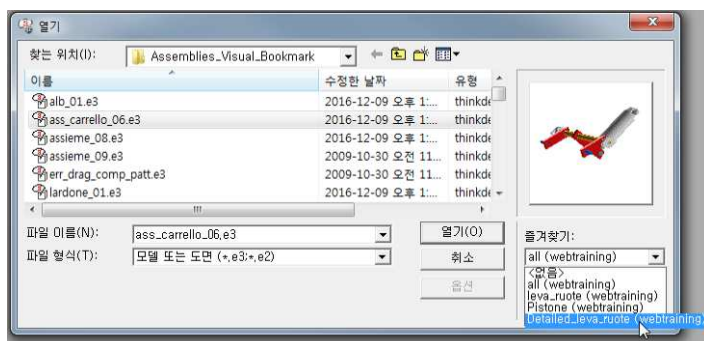 열기
찾는 위치(I): Assemblies_Visual_Bookmark
이름 수정한 날짜 유형
alb_01.e3 2016-12-09 오후 1:... thinkde
ass_carrello_06.e3 2016-12-09 오후 1:... thinkde
assieme_08.e3 2016-12-09 오후 1:... thinkde
assieme_09.e3 2009-10-30 오전 11... thinkde
err_drag_comp_patt.e3 2009-10-30 오전 11... thinkde
lardone_01.e3 2016-12-09 오후 1:... thinkde
파일 이름(N): ass_carrello_06.e3 열기(O)
파일 형식(T): 모델 또는 도면 (*.e3;*.e2) 취소
옵션
즐겨찾기:
all (webtraining)
<없음>
all (webtraining)
leva_ruote (webtraining)
Pistone (webtraining)
Detailed_leva_ruote (webtraining)